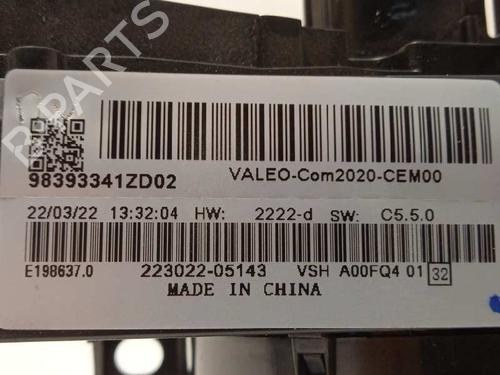 B-PARTS
98393341ZD02
VALEO-Com2020-CEM00
22/03/22 13:32:04 HW: 2222-d SW: C5.5.0
E198637.0 223022-05143 VSH A00FQ4 01 32
MADE IN CHINA